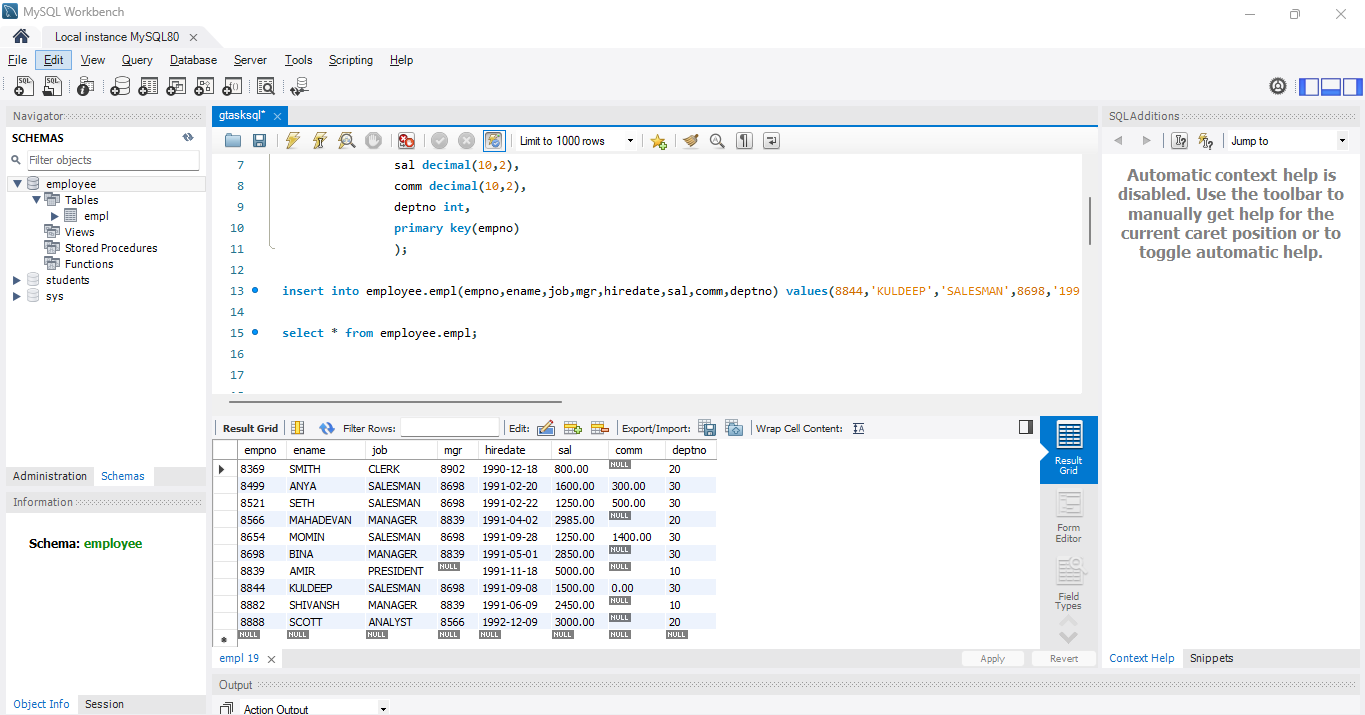 MySQL Workbench
Local instance MySQL80
File Edit View Query Database Server Tools Scripting Help
Navigator
SCHEMAS
Filter objects
employee
Tables
empl
Views
Stored Procedures
Functions
students
sys
Administration Schemas
Information
Schema: employee
Object Info Session
gtasksql*
Limit to 1000 rows
7 sal decimal(10,2),
8 comm decimal(10,2),
9 deptno int,
10 primary key(empno)
11 );
12
13 insert into employee.empl(empno,ename,job,mgr,hiredate,sal,comm,deptno) values(8844,'KULDEEP','SALESMAN',8698,'199
14
15 select * from employee.empl;
16
17
Result Grid Filter Rows: Edit: Export/Import: Wrap Cell Content:
empno ename job mgr hiredate sal comm deptno
8369 SMITH CLERK 8902 1990-12-18 800.00 NULL 20
8499 ANYA SALESMAN 8698 1991-02-20 1600.00 300.00 30
8521 SETH SALESMAN 8698 1991-02-22 1250.00 500.00 30
8566 MAHADEVAN MANAGER 8839 1991-04-02 2985.00 NULL 20
8654 MOMIN SALESMAN 8698 1991-09-28 1250.00 1400.00 30
8698 BINA MANAGER 8839 1991-05-01 2850.00 NULL 30
8839 AMIR PRESIDENT NULL 1991-11-18 5000.00 NULL 10
8844 KULDEEP SALESMAN 8698 1991-09-08 1500.00 0.00 30
8882 SHIVANSH MANAGER 8839 1991-06-09 2450.00 NULL 10
8888 SCOTT ANALYST 8566 1992-12-09 3000.00 NULL 20
NULL NULL NULL NULL NULL NULL NULL NULL
Result
Grid
Form
Editor
Field
Types
empl 19
Apply Revert
Output
Action Output
SQLAdditions
Jump to
Automatic context help is
disabled. Use the toolbar to
manually get help for the
current caret position or to
toggle automatic help.
Context Help Snippets